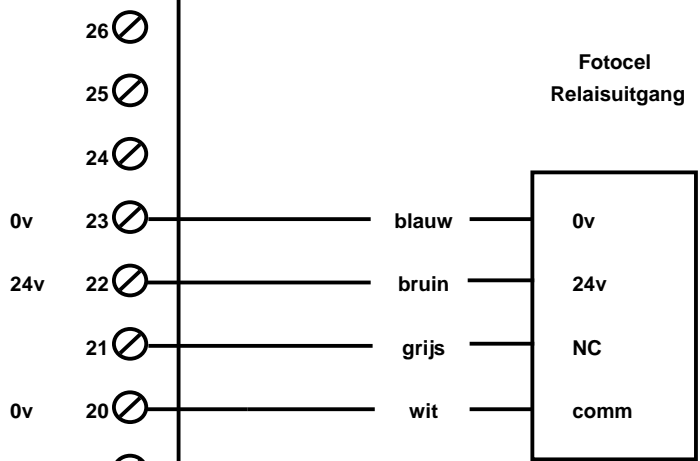 26
Fotocel
25
Relaisuitgang
24
0v 23 blauw 0v
24v 22 bruin 24v
21 grijs NC
0v 20 wit comm